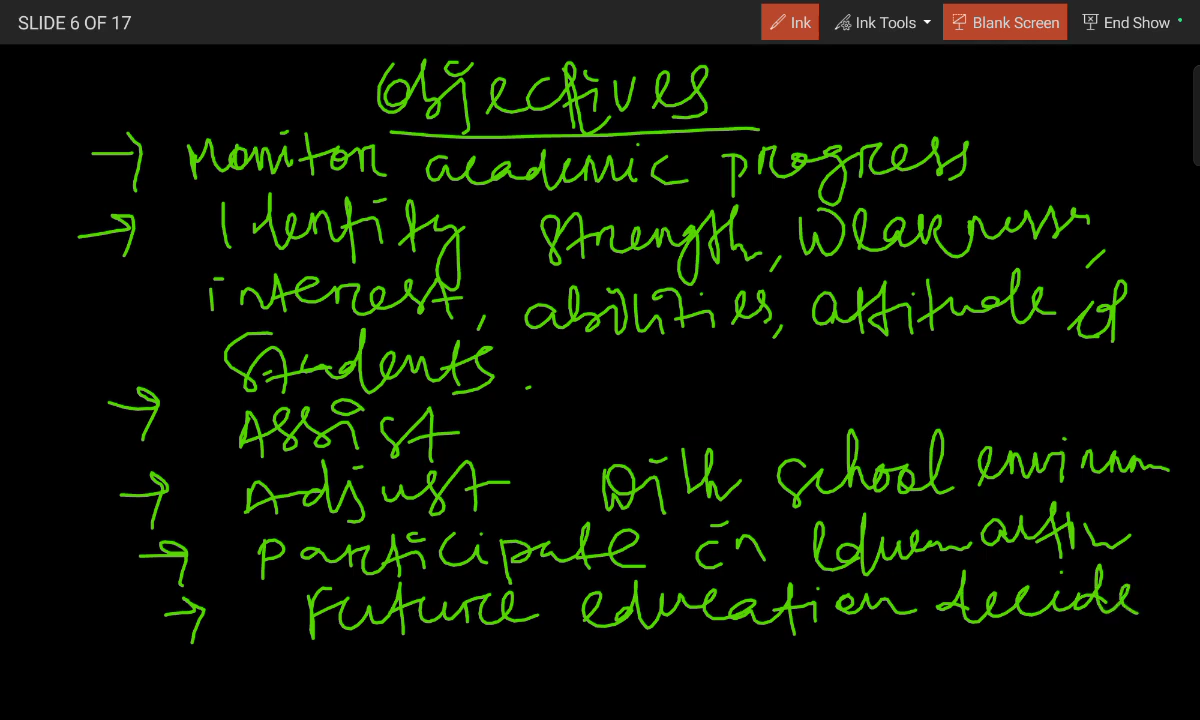 SLIDE 6 OF 17
Ink
Ink Tools
Blank Screen
End Show
Objectives
→ Monitor academic progress
→ Identify strength, weakness,
interest, abilities, attitude of
students.
→ Assist
→ Adjust with school environ
→ Participate in
→ Future education decide